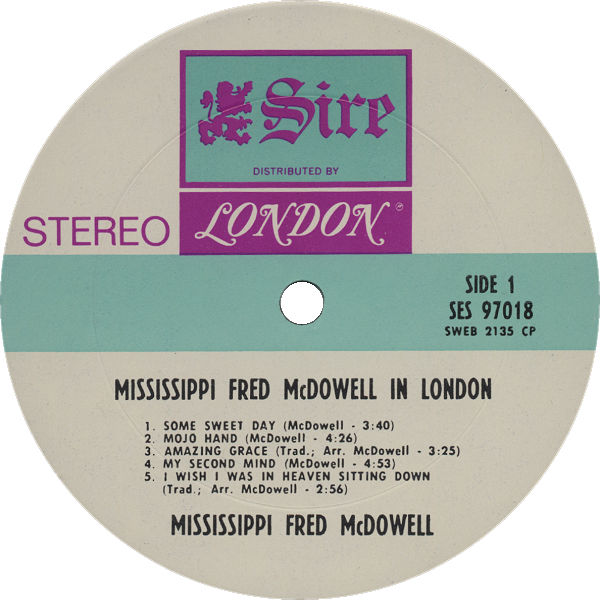 Sire
DISTRIBUTED BY
LONDON
STEREO
SIDE 1
SES 97018
SWEB 2135 CP
MISSISSIPPI FRED McDOWELL IN LONDON
1. SOME SWEET DAY (McDowell - 3:40)
2. MOJO HAND (McDowell - 4:26)
3. AMAZING GRACE (Trad.; Arr. McDowell - 3:25)
4. MY SECOND MIND (McDowell - 4:53)
5. I WISH I WAS IN HEAVEN SITTING DOWN
(Trad.; Arr. McDowell - 2:56)
MISSISSIPPI FRED McDOWELL